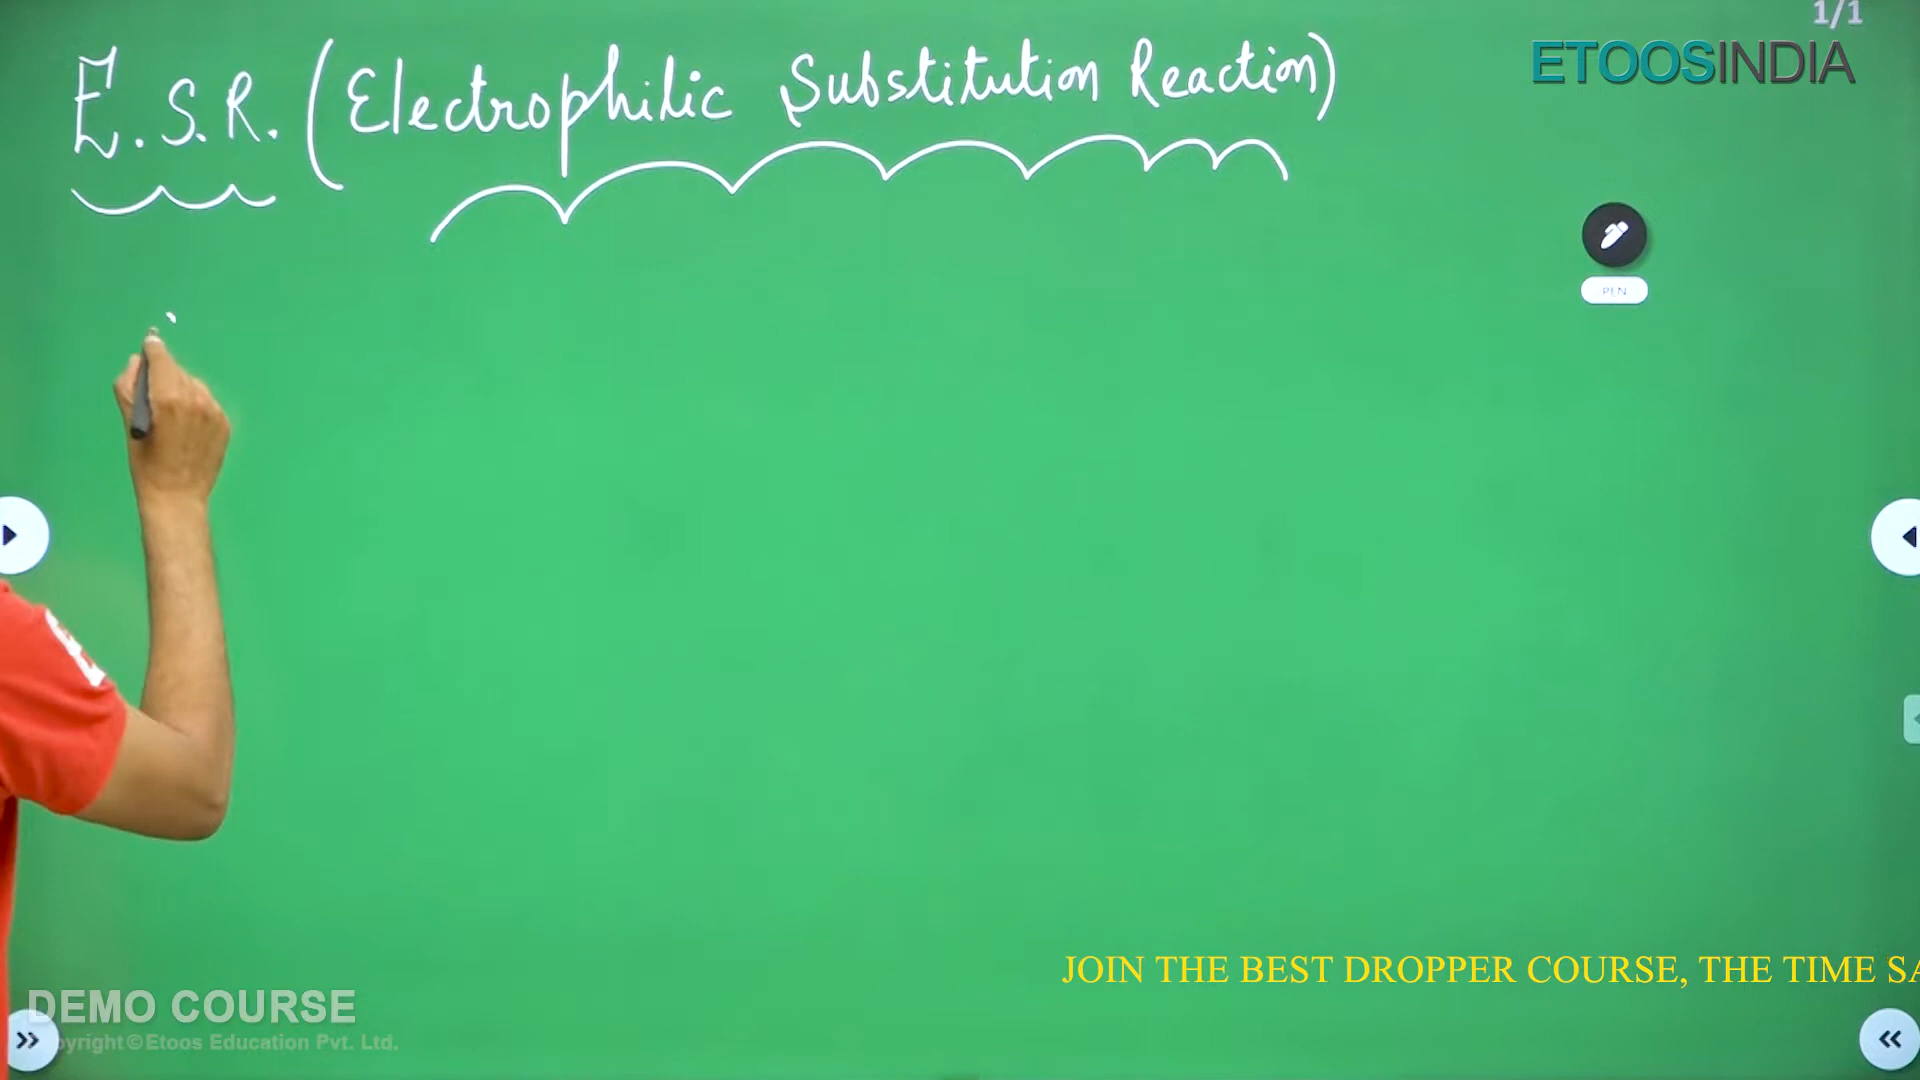 1/1
ETOOSINDIA
E.S.R. (Electrophilic Substitution Reaction)
PEN
JOIN THE BEST DROPPER COURSE, THE TIME SA
DEMO COURSE
pyright©Etoos Education Pvt. Ltd.